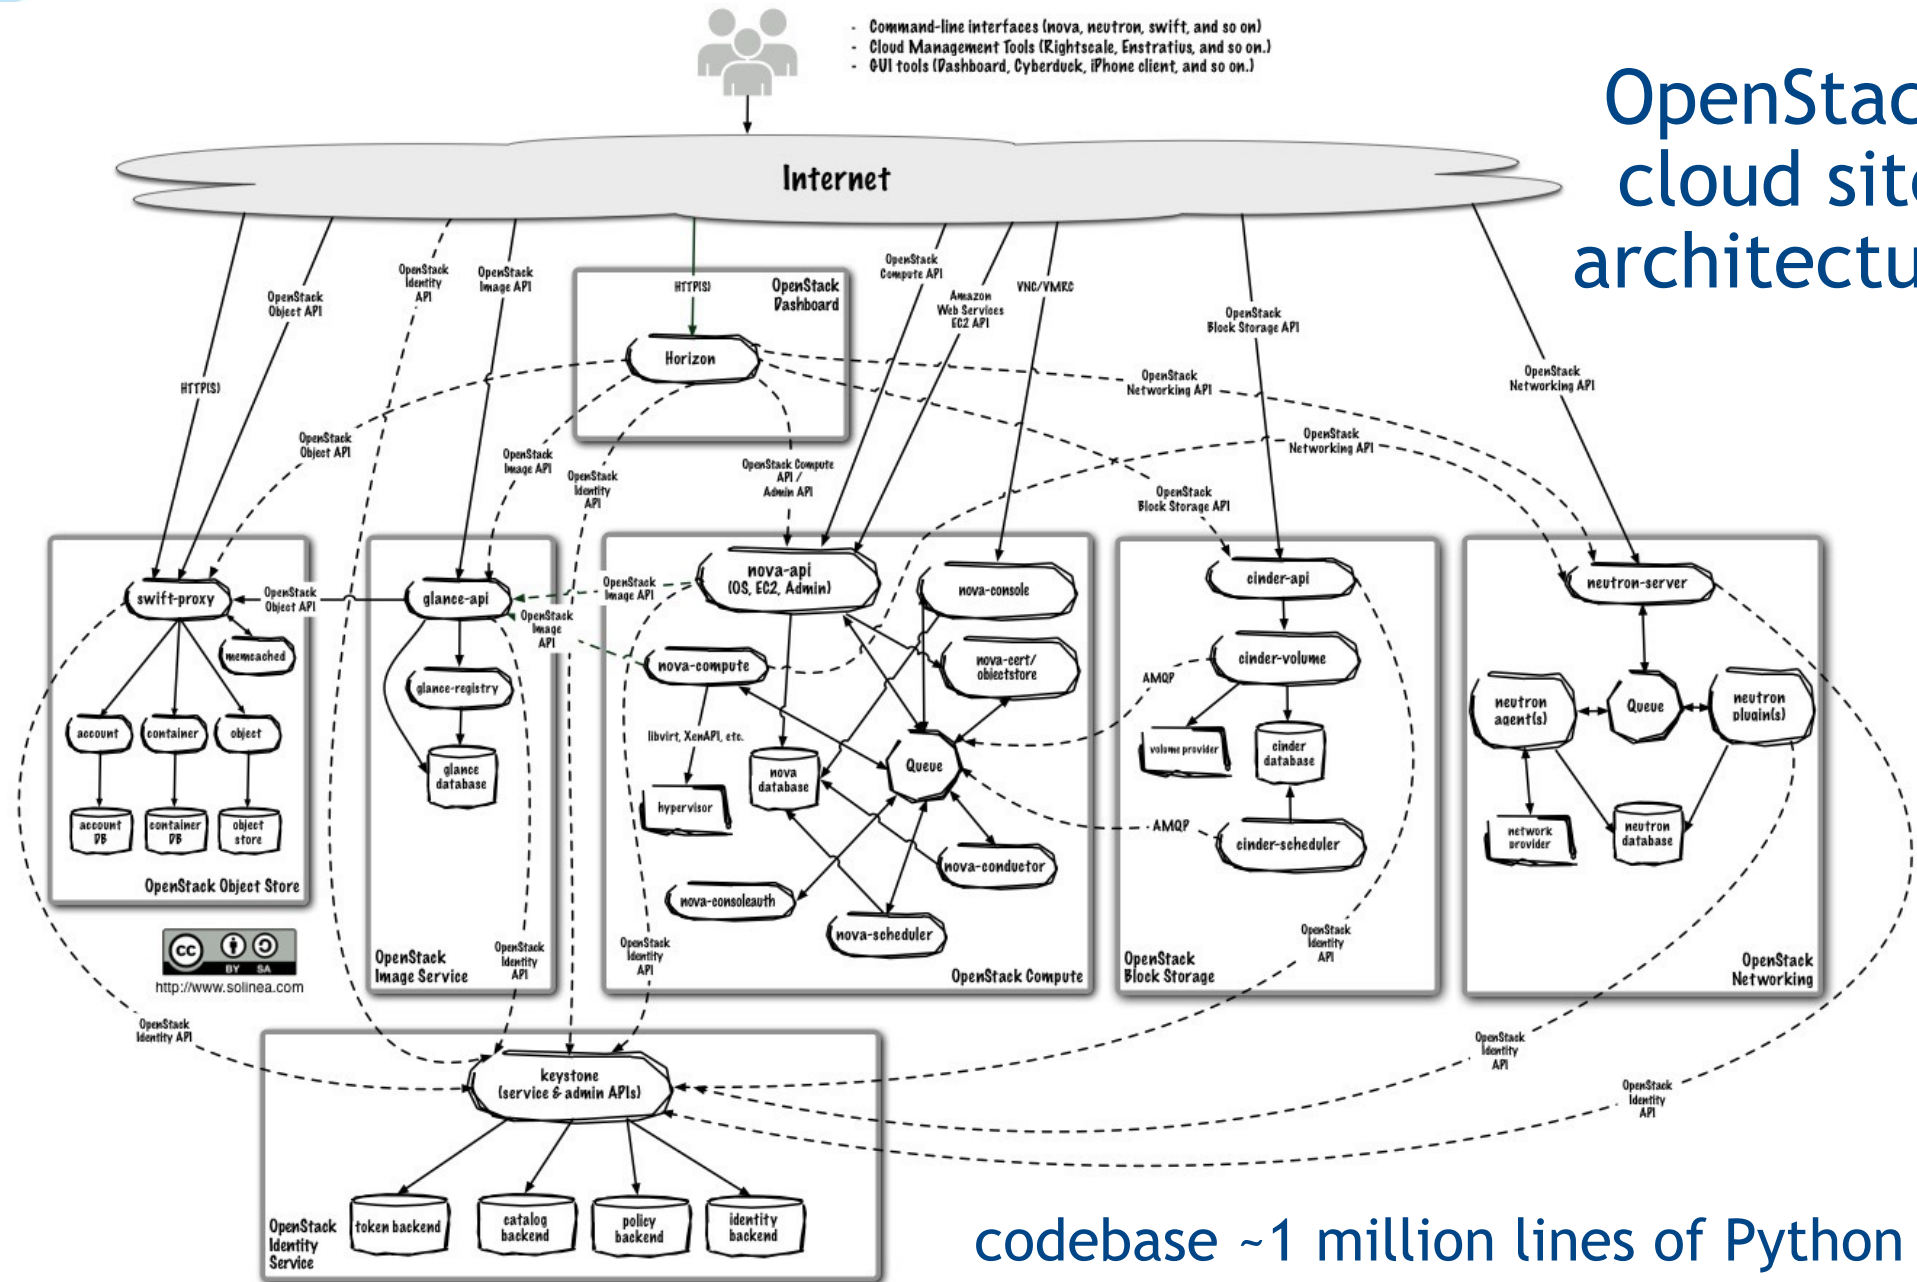 - Command-line interfaces (nova, neutron, swift, and so on)
- Cloud Management Tools (Rightscale, Enstratius, and so on.)
- GUI tools (Dashboard, Cyberduck, iPhone client, and so on.)
cloud
Internet
OpenStack
Object API
HTTP(S)
OpenStack
Identity
API
OpenStack
Image API
HTTP(S)
OpenStack
Dashboard
Horizon
OpenStack
Compute API
Amazon
Web Services
EC2 API
VNC/VMRC
OpenStack
Block Storage API
OpenStack
Networking API
OpenStack
Networking API
OpenStack
Networking API
OpenStack
Object API
OpenStack
Image API
OpenStack
Identity
API
OpenStack Compute
API /
Admin API
OpenStack
Block Storage API
swift-proxy
OpenStack
Object API
memcached
account
container
object
account
DB
container
DB
object
store
OpenStack Object Store
glance-api
glance-registry
glance
database
OpenStack
Identity
API
OpenStack
Image Service
OpenStack
Image API
OpenStack
Image
API
nova-api
(OS, EC2, Admin)
nova-console
nova-compute
nova-cert/
objectstore
libvirt, XenAPI, etc.
hypervisor
nova
database
Queue
nova-conductor
nova-consoleauth
nova-scheduler
OpenStack
Identity
API
OpenStack Compute
cinder-api
cinder-volume
AMQP
volume provider
cinder
database
AMQP
cinder-scheduler
OpenStack
Identity
API
OpenStack
Block Storage
neutron-server
neutron
agent(s)
Queue
neutron
plugin(s)
network
provider
neutron
database
OpenStack
Networking
cc
BY SA
http://www.solinea.com
OpenStack
Identity API
OpenStack
Identity
API
OpenStack
Identity
API
keystone
(service & admin APIs)
token backend
catalog
backend
policy
backend
identity
backend
OpenStack
Identity
Service
codebase ~1 million lines of Python